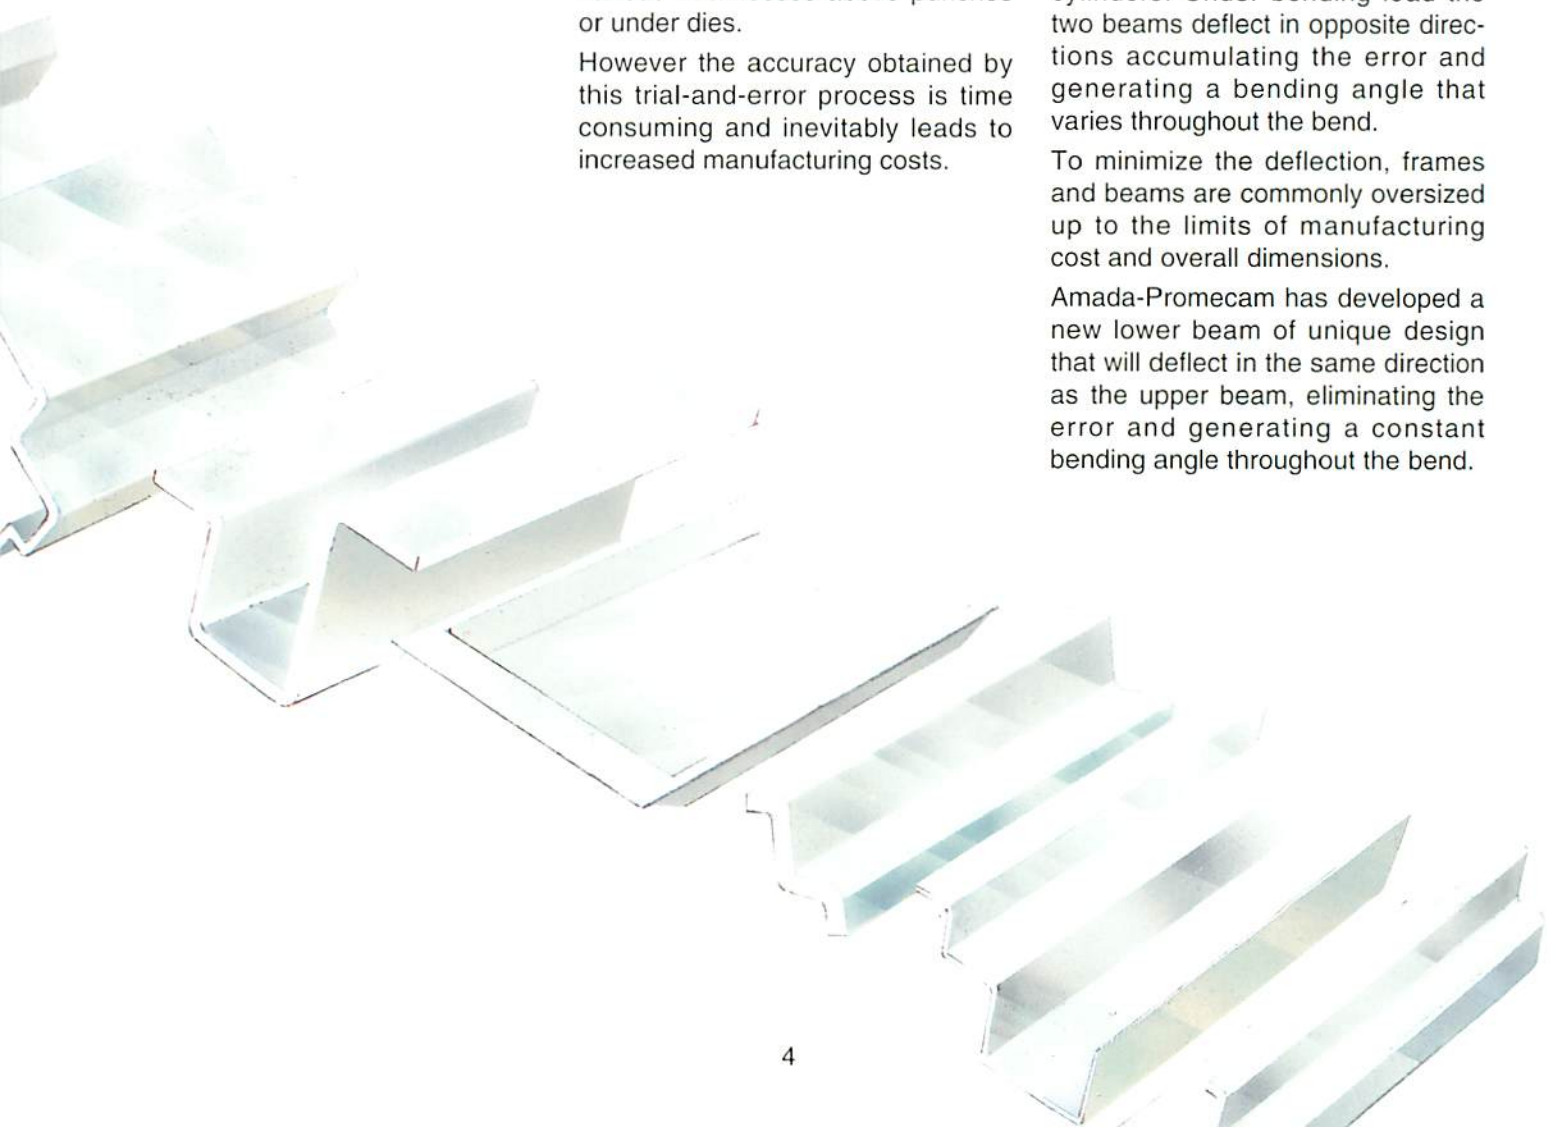 or under dies.
However the accuracy obtained by
this trial-and-error process is time
consuming and inevitably leads to
increased manufacturing costs.
two beams deflect in opposite direc-
tions accumulating the error and
generating a bending angle that
varies throughout the bend.
To minimize the deflection, frames
and beams are commonly oversized
up to the limits of manufacturing
cost and overall dimensions.
Amada-Promecam has developed a
new lower beam of unique design
that will deflect in the same direction
as the upper beam, eliminating the
error and generating a constant
bending angle throughout the bend.
4